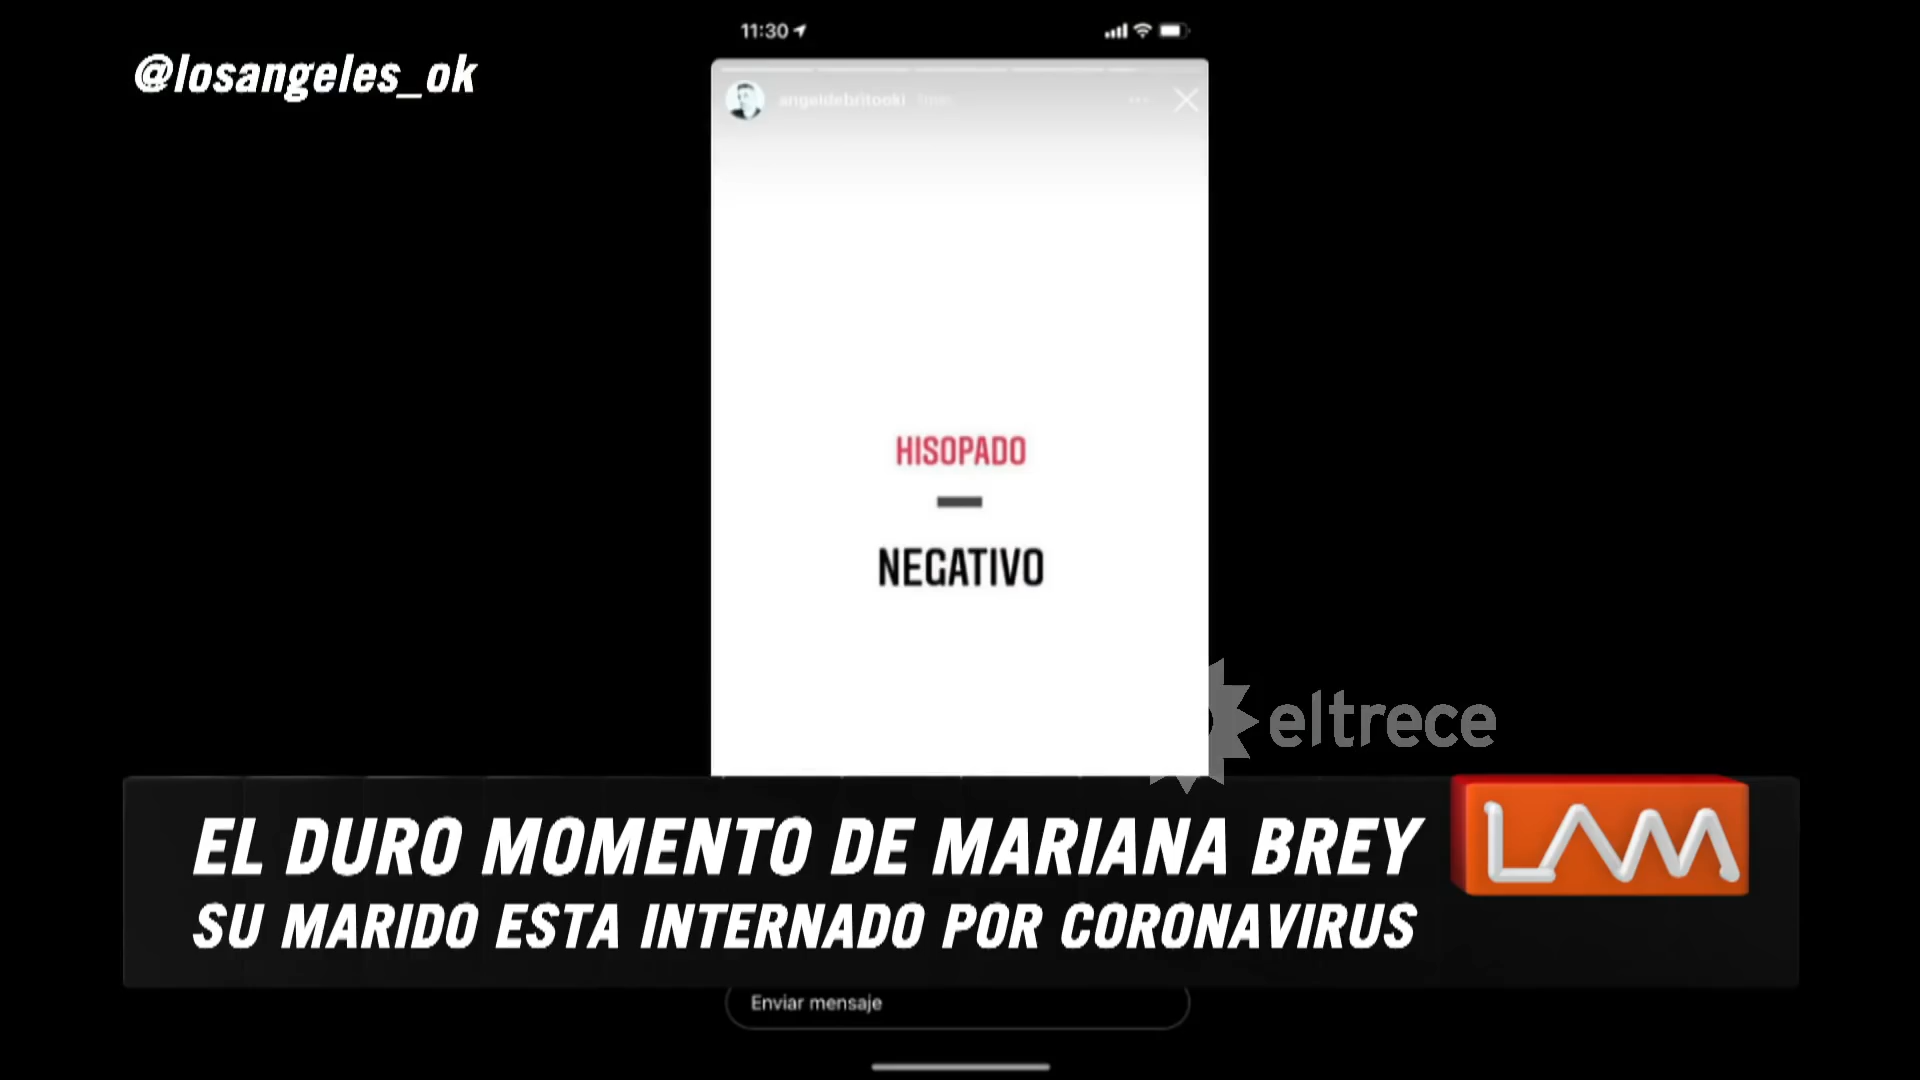 11:30
@losangeles_ok
angeldebritooki
HISOPADO
NEGATIVO
eltrece
EL DURO MOMENTO DE MARIANA BREY
LAM
SU MARIDO ESTA INTERNADO POR CORONAVIRUS
Enviar mensaje